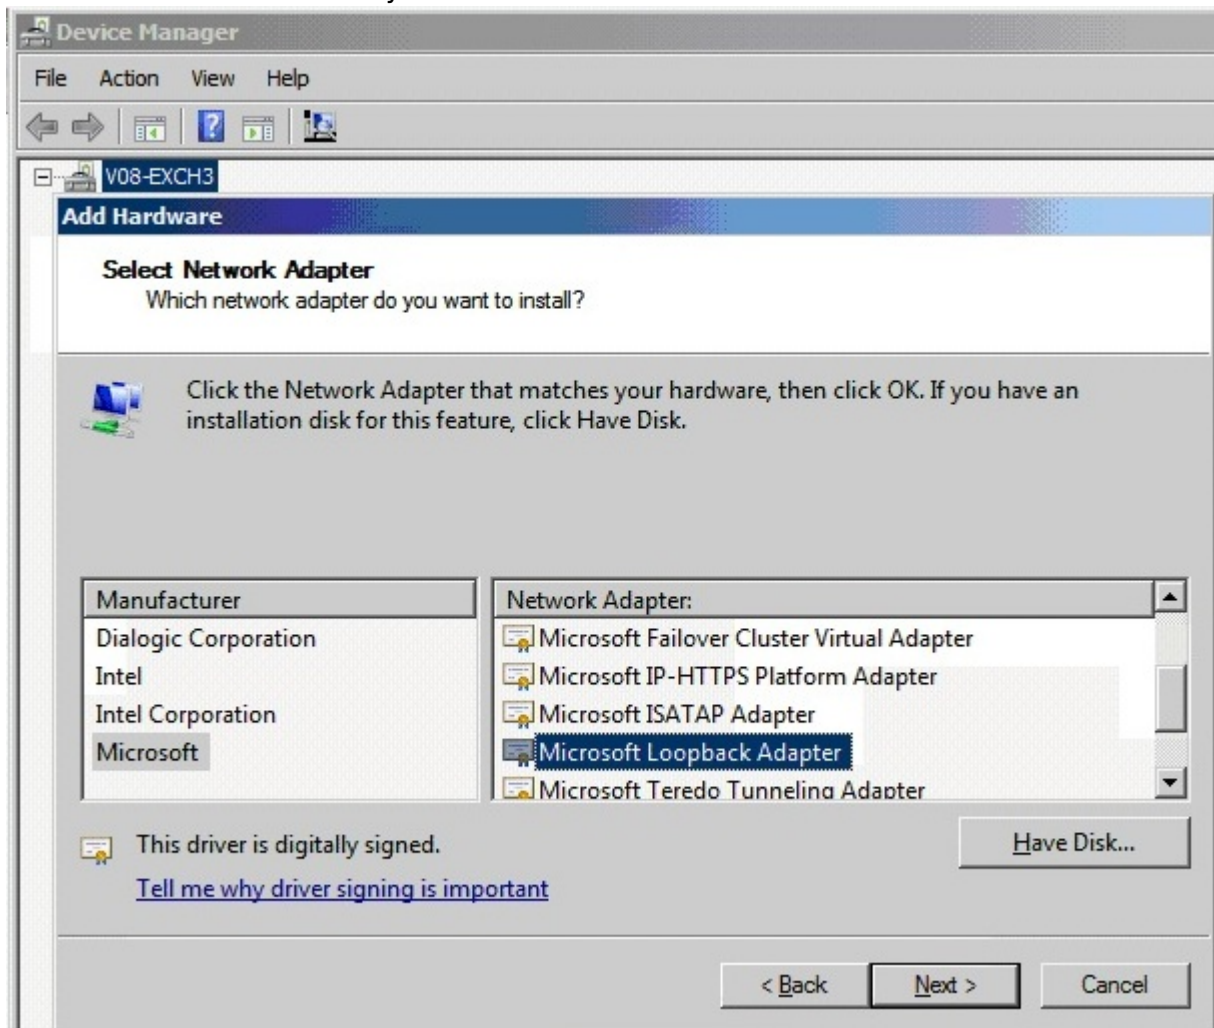 Device Manager
File Action View Help
V08-EXCH3
Add Hardware
Select Network Adapter
Which network adapter do you want to install?
Click the Network Adapter that matches your hardware, then click OK. If you have an
installation disk for this feature, click Have Disk.
Manufacturer
Dialogic Corporation
Intel
Intel Corporation
Microsoft
Network Adapter:
Microsoft Failover Cluster Virtual Adapter
Microsoft IP-HTTPS Platform Adapter
Microsoft ISATAP Adapter
Microsoft Loopback Adapter
Microsoft Teredo Tunneling Adapter
This driver is digitally signed.
Tell me why driver signing is important
Have Disk...
< Back Next > Cancel